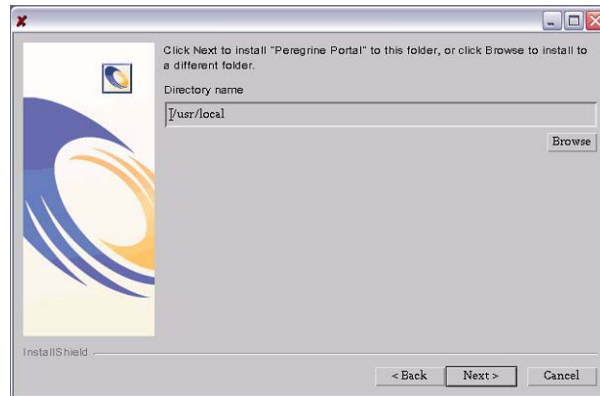 Click Next to install "Peregrine Portal" to this folder, or click Browse to install to
a different folder.
Directory name
/usr/local
Browse
InstallShield
< Back
Next >
Cancel